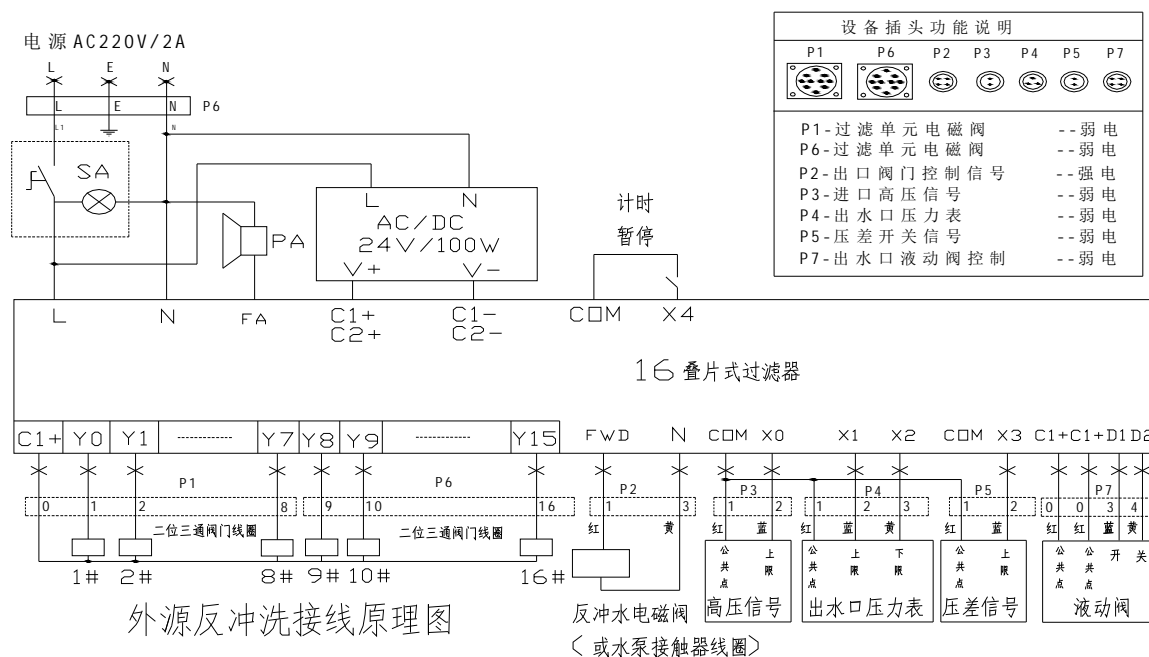 电源AC220V/2A
L E N
L E N P6
L1 N
SA
PA
L N
AC/DC
24V/100W
V+ V-
计时
暂停
设备插头功能说明
P1 P6 P2 P3 P4 P5 P7
P1-过滤单元电磁阀 --弱电
P6-过滤单元电磁阀 --弱电
P2-出口阀门控制信号 --强电
P3-进口高压信号 --弱电
P4-出水口压力表 --弱电
P5-压差开关信号 --弱电
P7-出水口液动阀控制 --弱电
L N FA C1+ C1- COM X4
C2+ C2-
16 叠片式过滤器
C1+ Y0 Y1 -------- Y7 Y8 Y9 -------- Y15 FWD N COM X0 X1 X2 COM X3 C1+ C1+ D1 D2
P1 P6 P2 P3 P4 P5 P7
0 1 2 8 9 10 16 1 3 1 2 1 2 3 1 2 0 0 3 4
二位三通阀门线圈 二位三通阀门线圈 红 黄 红 蓝 红 蓝 黄 红 蓝 红 红 蓝 黄
公共点 上限 公共点 上限 下限 公共点 上限 公共点 公共点 开 关
1# 2# 8# 9# 10# 16#
高压信号 出水口压力表 压差信号 液动阀
外源反冲洗接线原理图
反冲水电磁阀
(或水泵接触器线圈)